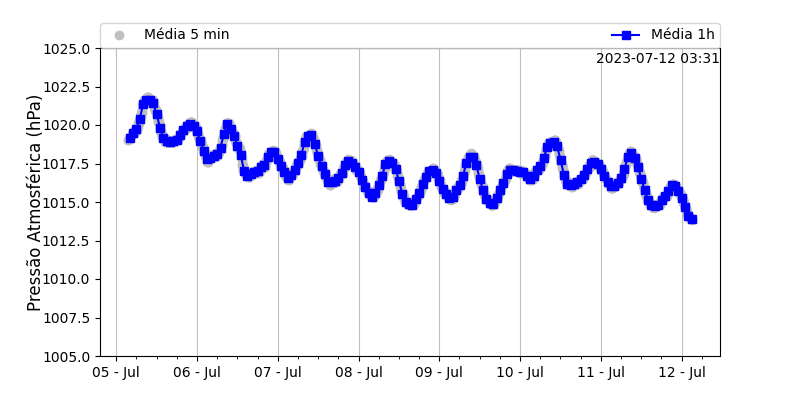 Média 5 min
Média 1h
2023-07-12 03:31
Pressão Atmosférica (hPa)
1025.0
1022.5
1020.0
1017.5
1015.0
1012.5
1010.0
1007.5
1005.0
05 - Jul
06 - Jul
07 - Jul
08 - Jul
09 - Jul
10 - Jul
11 - Jul
12 - Jul